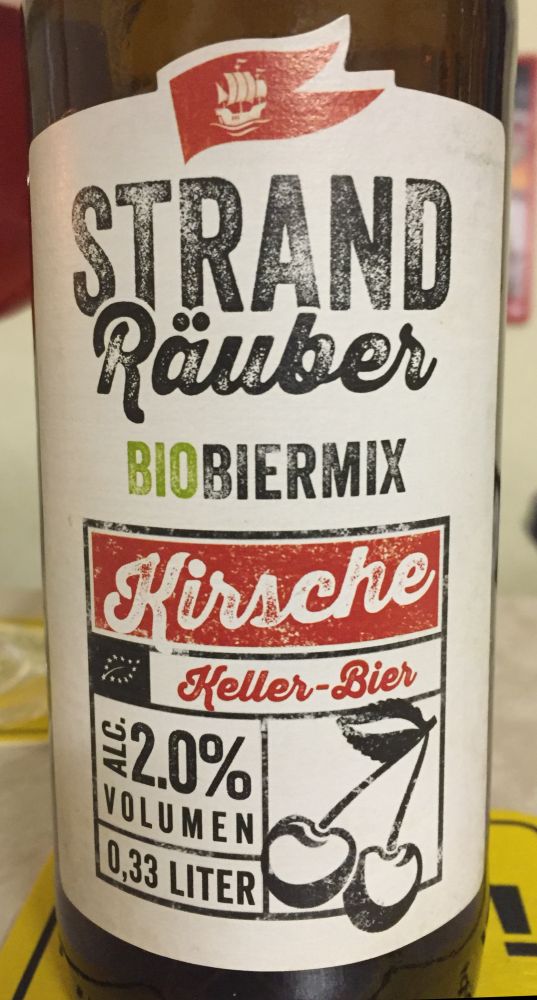 STRAND
Räuber
BIOBIERMIX
Kirsche
Keller-Bier
ALC. 2.0%
VOLUMEN
0,33 LITER
!